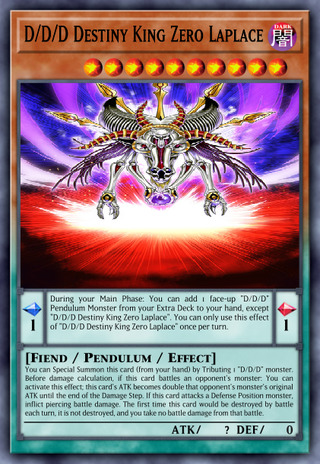 D/D/D Destiny King Zero Laplace
DARK
闇
During your Main Phase: You can add 1 face-up "D/D/D"
Pendulum Monster from your Extra Deck to your hand, except
"D/D/D Destiny King Zero Laplace". You can only use this effect
of "D/D/D Destiny King Zero Laplace" once per turn.
1
1
[Fiend / Pendulum / Effect]
You can Special Summon this card (from your hand) by Tributing 1 "D/D/D" monster.
Before damage calculation, if this card battles an opponent's monster: You can
activate this effect; this card's ATK becomes double that opponent's monster's original
ATK until the end of the Damage Step. If this card attacks a Defense Position monster,
inflict piercing battle damage. The first time this card would be destroyed by battle
each turn, it is not destroyed, and you take no battle damage from that battle.
ATK/ ? DEF/ 0